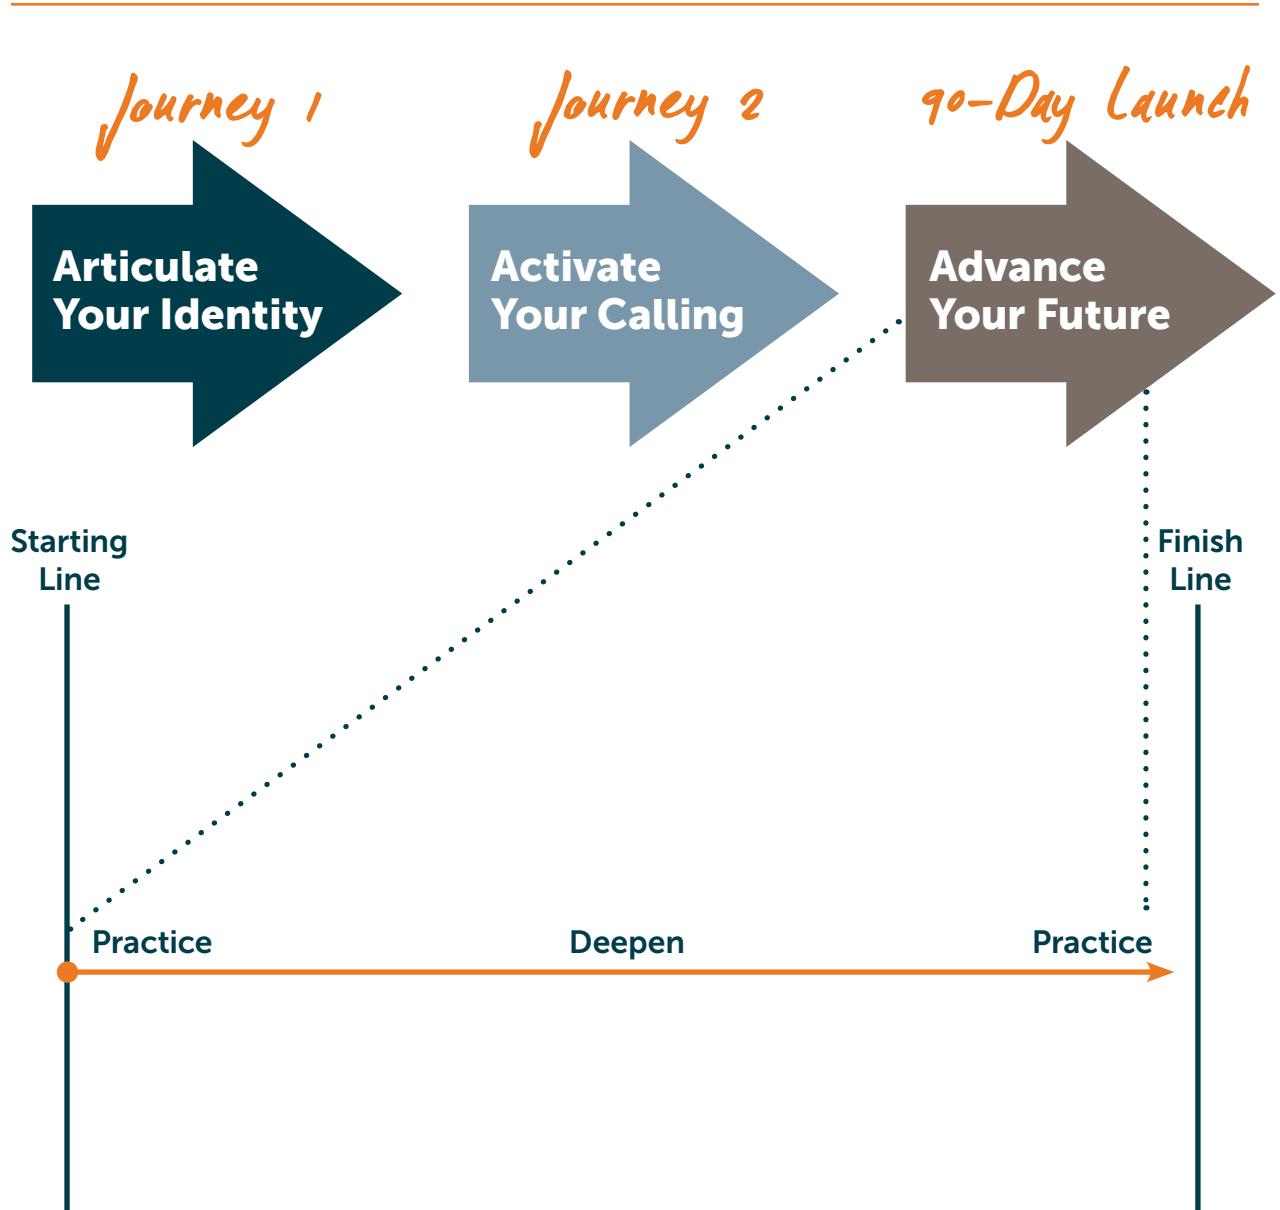 Journey 1
Journey 2
90-Day Launch
Articulate
Your Identity
Activate
Your Calling
Advance
Your Future
Starting
Line
Finish
Line
Practice
Deepen
Practice